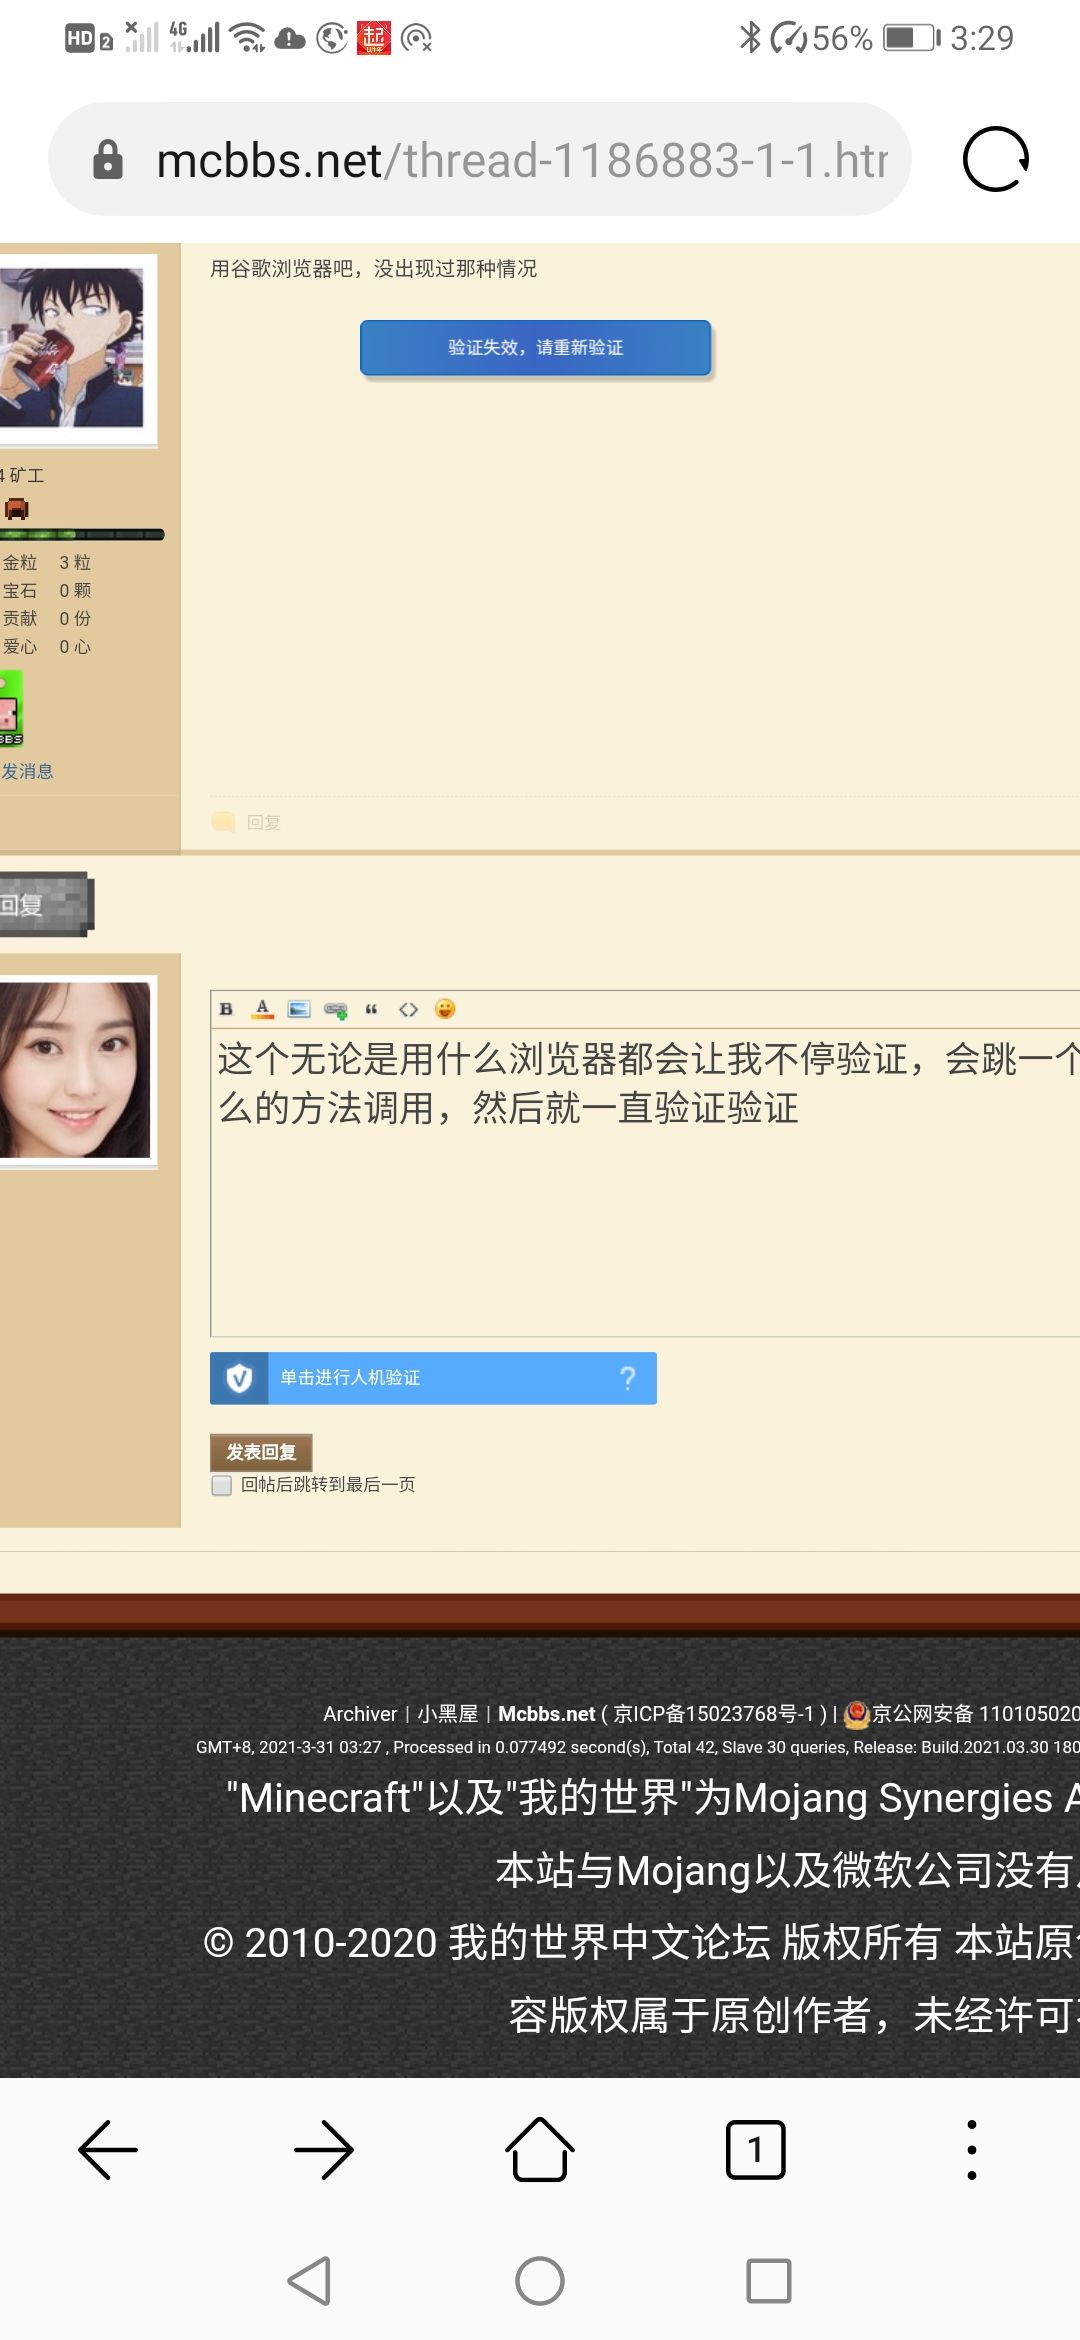 HD 2 4G 56% 3:29
mcbbs.net/thread-1186883-1-1.htr
用谷歌浏览器吧，没出现过那种情况
验证失效，请重新验证
4 矿工
金粒 3 粒
宝石 0 颗
贡献 0 份
爱心 0 心
BBS
发消息
回复
回复
B A “ <>
这个无论是用什么浏览器都会让我不停验证，会跳一个
么的方法调用，然后就一直验证验证
单击进行人机验证 ?
发表回复
回帖后跳转到最后一页
Archiver | 小黑屋 | Mcbbs.net ( 京ICP备15023768号-1 ) | 京公网安备 110105020
GMT+8, 2021-3-31 03:27 , Processed in 0.077492 second(s), Total 42, Slave 30 queries, Release: Build.2021.03.30 180
"Minecraft"以及"我的世界"为Mojang Synergies A
本站与Mojang以及微软公司没有
© 2010-2020 我的世界中文论坛 版权所有 本站原
容版权属于原创作者，未经许可
1